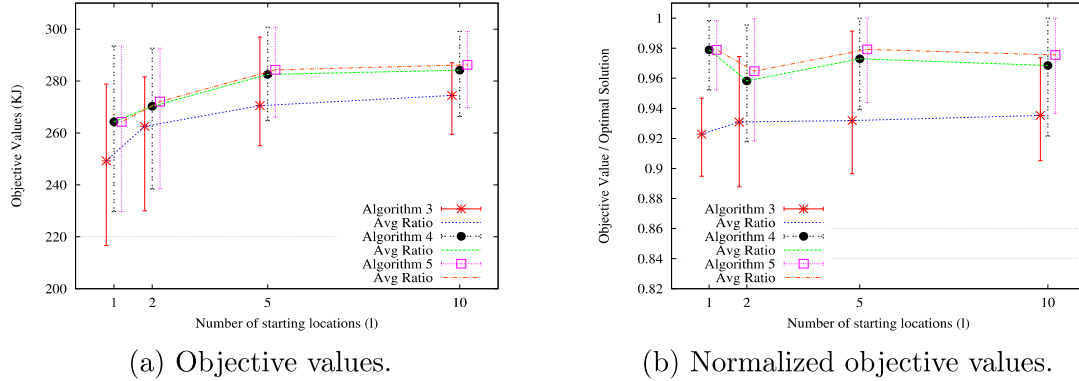 300
280
260
240
220
200
Objective Values (KJ)
Algorithm 3
Avg Ratio
Algorithm 4
Avg Ratio
Algorithm 5
Avg Ratio
1 2 5 10
Number of starting locations (l)
(a) Objective values.
1
0.98
0.96
0.94
0.92
0.9
0.88
0.86
0.84
0.82
Objective Value / Optimal Solution
Algorithm 3
Avg Ratio
Algorithm 4
Avg Ratio
Algorithm 5
Avg Ratio
1 2 5 10
Number of starting locations (l)
(b) Normalized objective values.